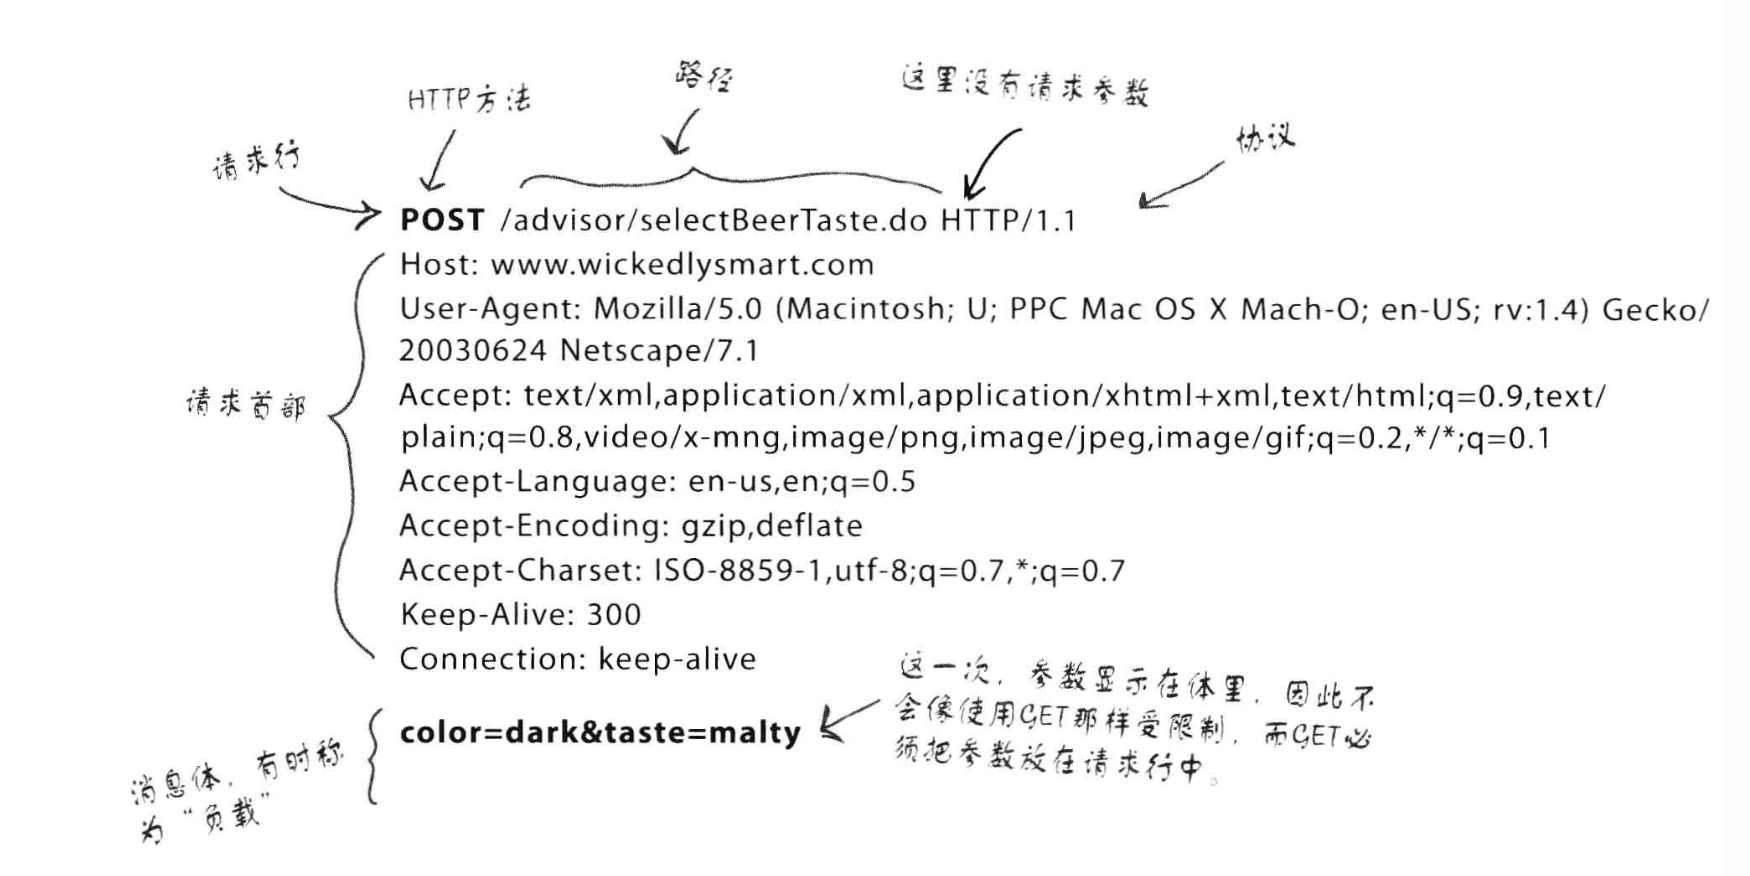 路径
这里没有请求参数
HTTP方法
协议
请求行
POST /advisor/selectBeerTaste.do HTTP/1.1
Host: www.wickedlysmart.com
User-Agent: Mozilla/5.0 (Macintosh; U; PPC Mac OS X Mach-O; en-US; rv:1.4) Gecko/
20030624 Netscape/7.1
请求首部
Accept: text/xml,application/xml,application/xhtml+xml,text/html;q=0.9,text/
plain;q=0.8,video/x-mng,image/png,image/jpeg,image/gif;q=0.2,*/*;q=0.1
Accept-Language: en-us,en;q=0.5
Accept-Encoding: gzip,deflate
Accept-Charset: ISO-8859-1,utf-8;q=0.7,*;q=0.7
Keep-Alive: 300
Connection: keep-alive
这一次，参数显示在体里，因此不
会像使用GET那样受限制，而GET必
须把参数放在请求行中。
color=dark&taste=malty
消息体，有时称
为“负载”